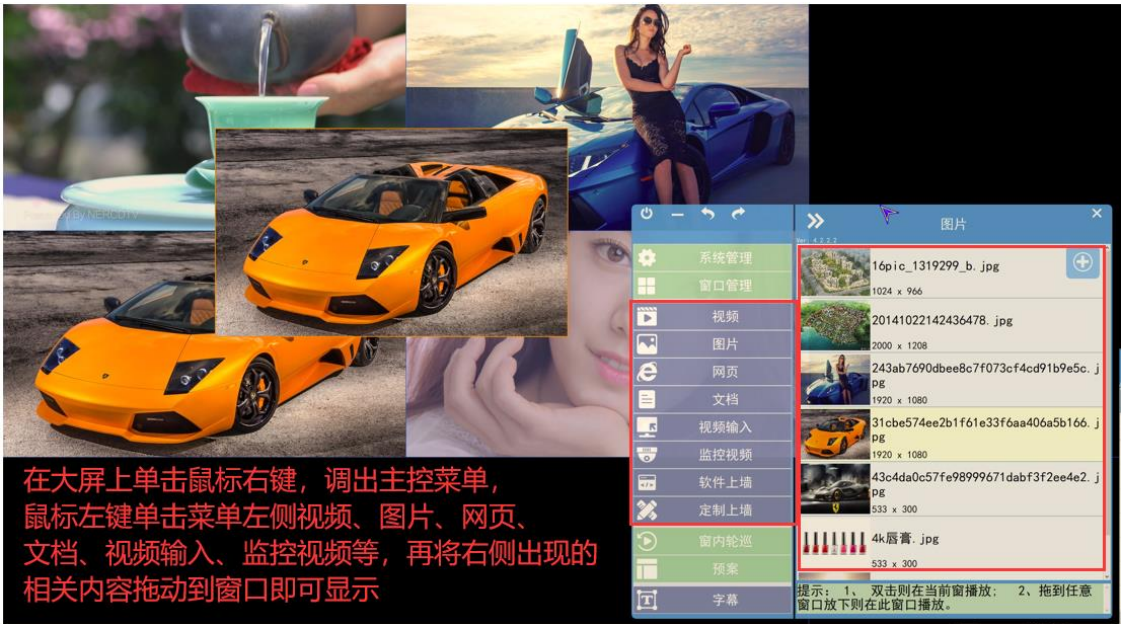 图片
Ver: 4.2.2.2
系统管理
窗口管理
视频
图片
网页
文档
视频输入
监控视频
软件上墙
定制上墙
窗内轮巡
预案
字幕
16pic_1319299_b.jpg
1024 x 966
20141022142436478.jpg
2000 x 1208
243ab7690dbee8c7f073cf4cd91b9e5c.j
pg
1920 x 1080
31cbe574ee2b1f61e33f6aa406a5b166.j
pg
1920 x 1080
43c4da0c57fe98999671dabf3f2ee4e2.j
pg
533 x 300
4k唇膏.jpg
533 x 300
提示： 1、 双击则在当前窗播放； 2、拖到任意
窗口放下则在此窗口播放。
在大屏上单击鼠标右键，调出主控菜单，
鼠标左键单击菜单左侧视频、图片、网页、
文档、视频输入、监控视频等，再将右侧出现的
相关内容拖动到窗口即可显示